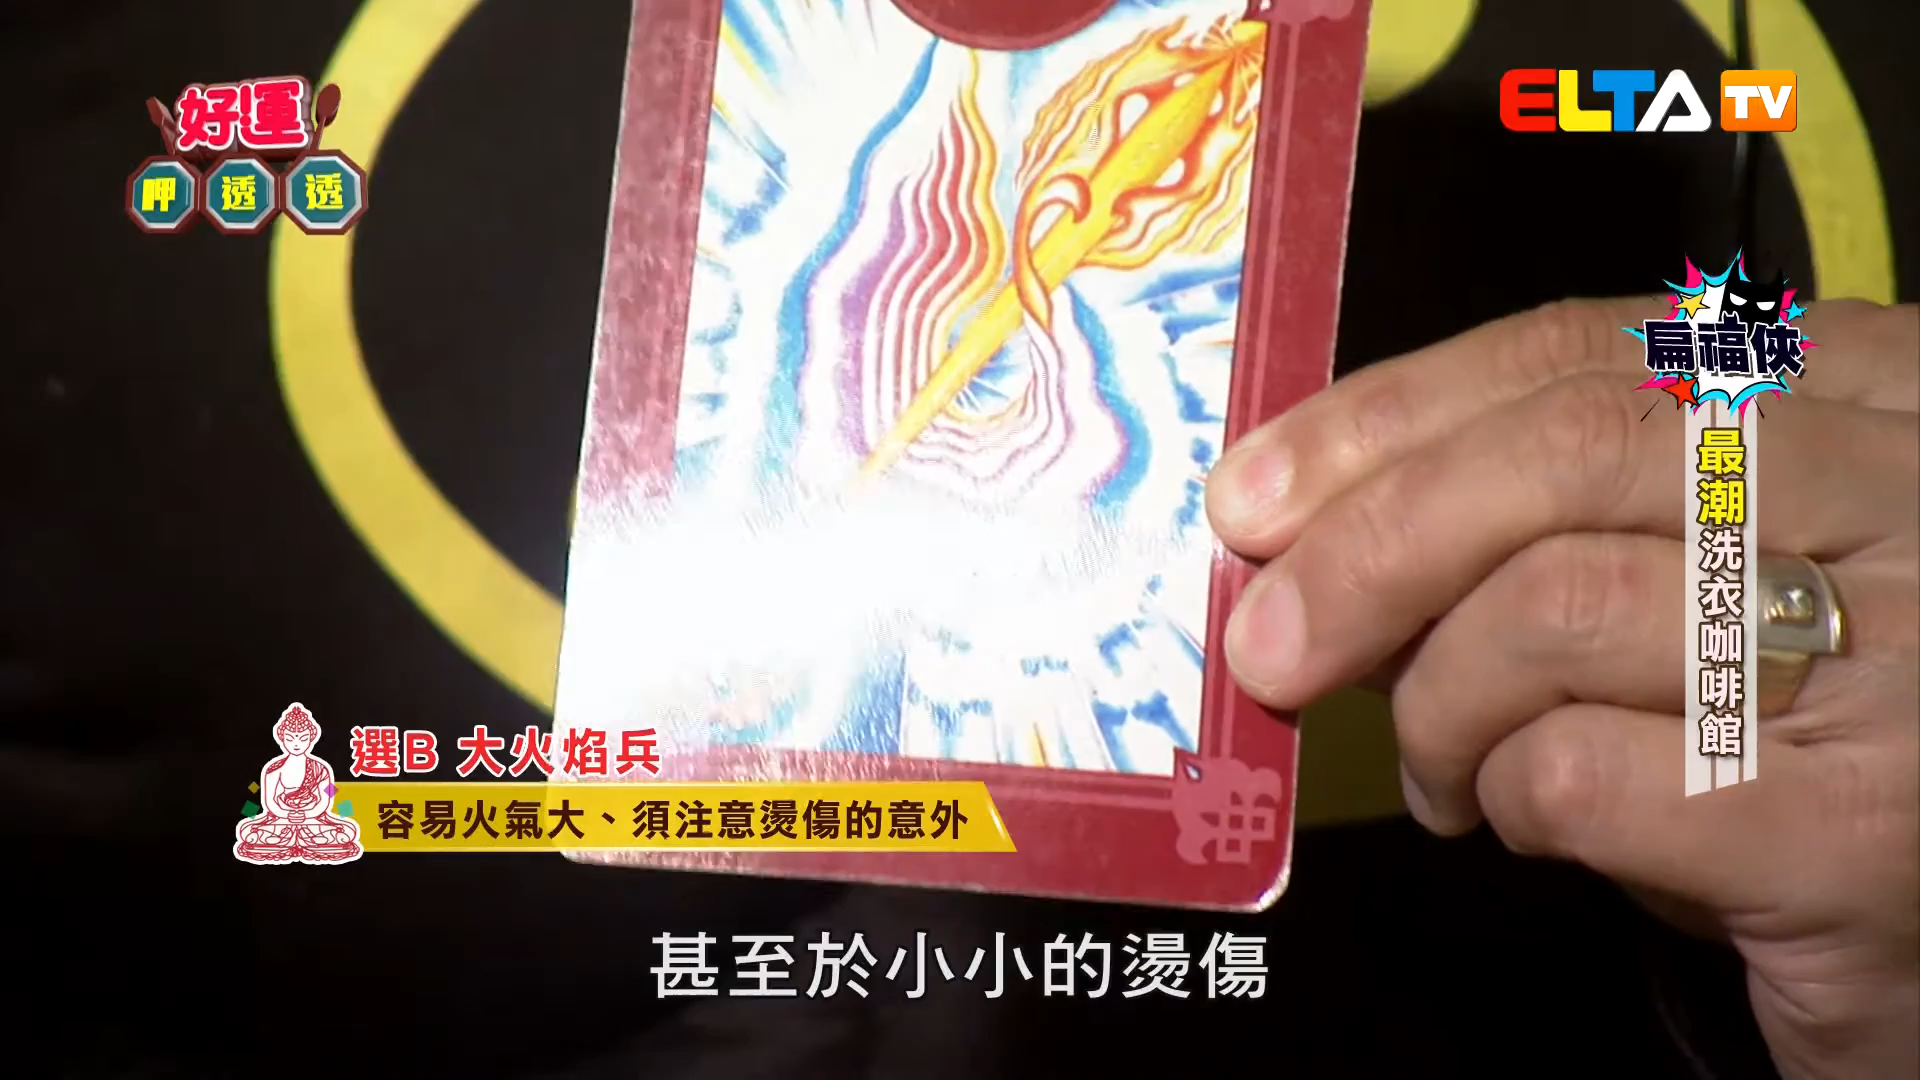 好運
呷透透
ELTA TV
扁福俠
最潮洗衣咖啡館
選B 大火焰兵
容易火氣大、須注意燙傷的意外
甚至於小小的燙傷